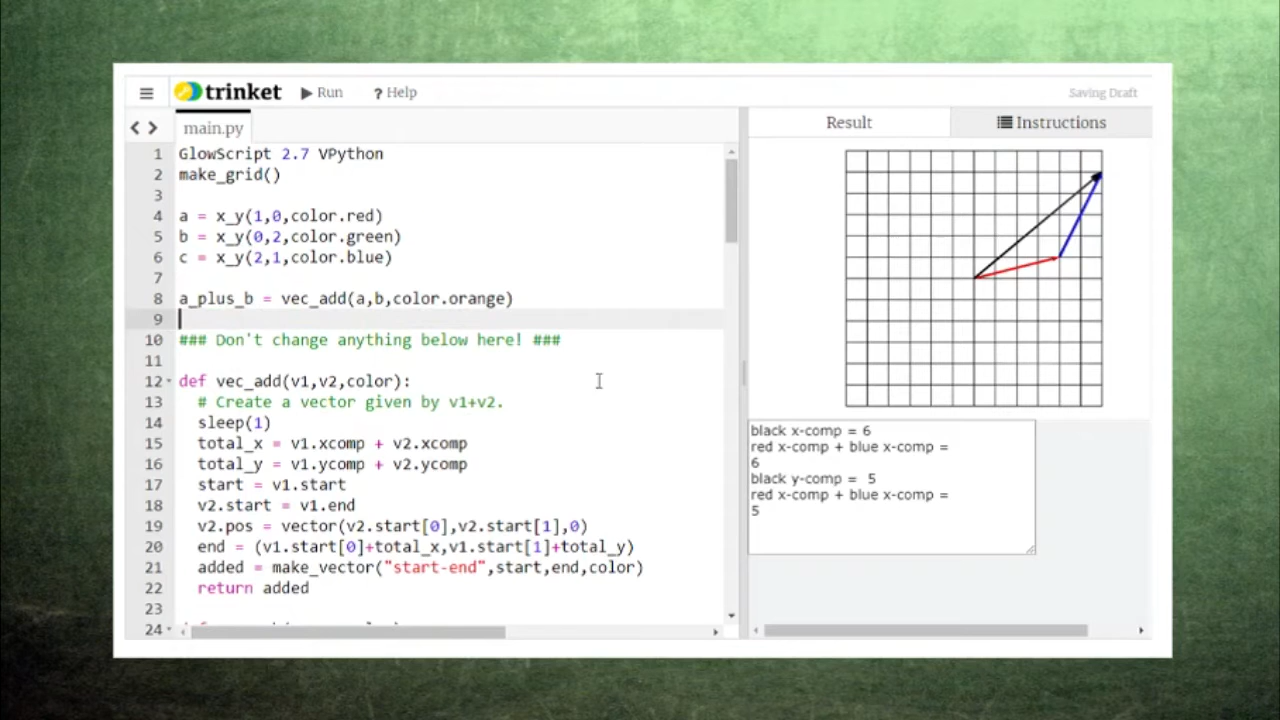 trinket
Run
? Help
Saving Draft
main.py
Result
Instructions
1 GlowScript 2.7 VPython
2 make_grid()
3
4 a = x_y(1,0,color.red)
5 b = x_y(0,2,color.green)
6 c = x_y(2,1,color.blue)
7
8 a_plus_b = vec_add(a,b,color.orange)
9
10 ### Don't change anything below here! ###
11
12 def vec_add(v1,v2,color):
13 # Create a vector given by v1+v2.
14 sleep(1)
15 total_x = v1.xcomp + v2.xcomp
16 total_y = v1.ycomp + v2.ycomp
17 start = v1.start
18 v2.start = v1.end
19 v2.pos = vector(v2.start[0],v2.start[1],0)
20 end = (v1.start[0]+total_x,v1.start[1]+total_y)
21 added = make_vector("start-end",start,end,color)
22 return added
23
24
black x-comp = 6
red x-comp + blue x-comp =
6
black y-comp = 5
red x-comp + blue x-comp =
5